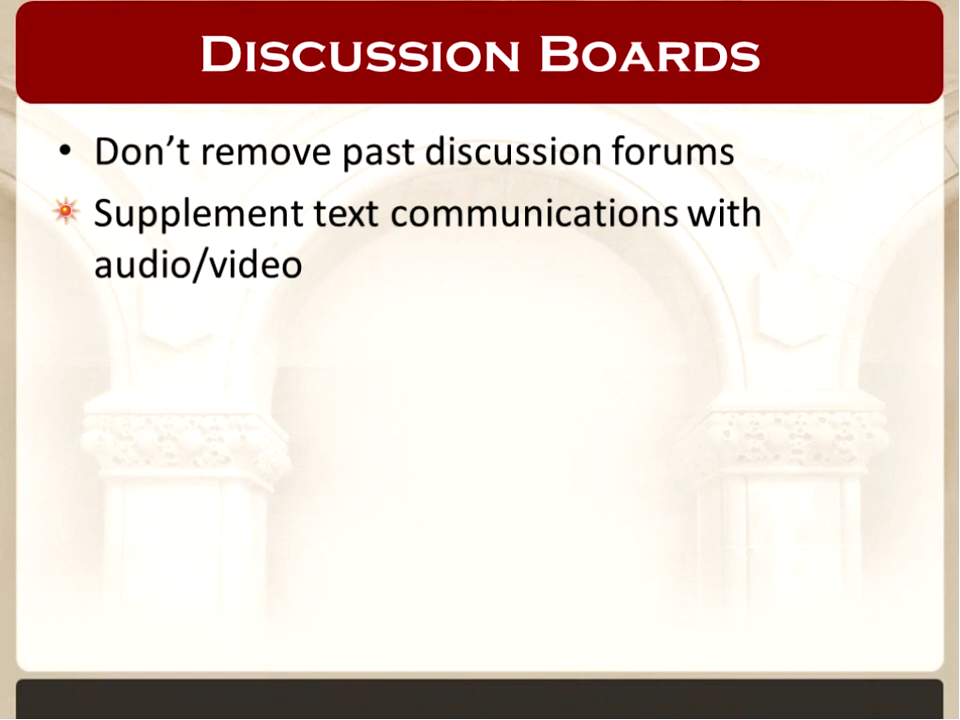 DISCUSSION BOARDS
• Don’t remove past discussion forums
Supplement text communications with
audio/video